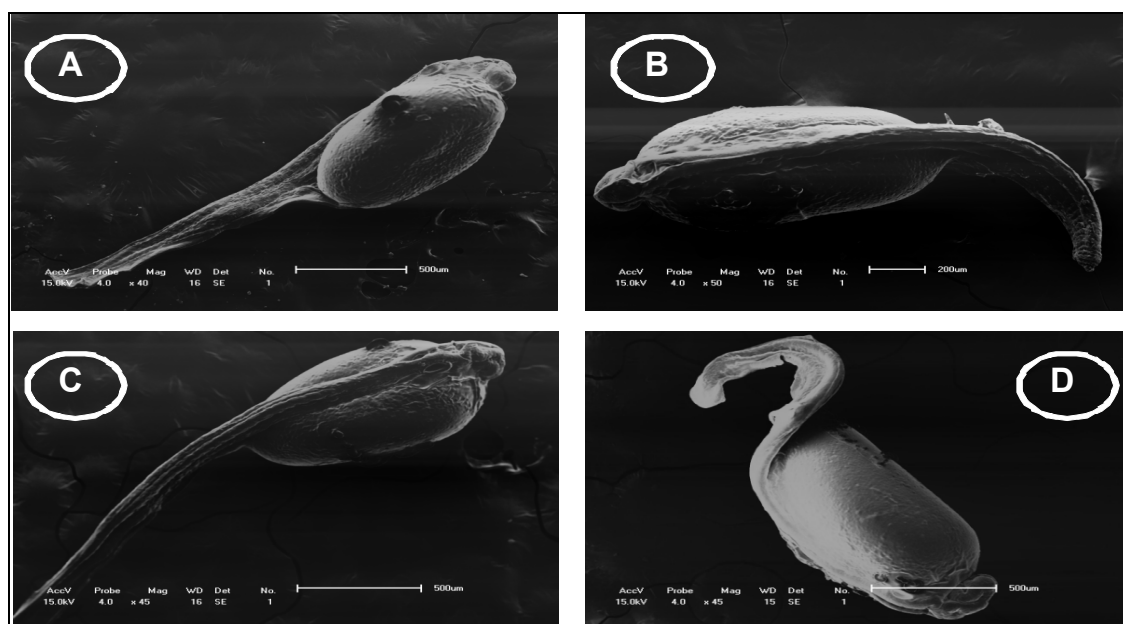 A
AccV Probe Mag WD Det No. 500um
15.0kV 4.0 x 40 16 SE 1
B
AccV Probe Mag WD Det No. 200um
15.0kV 4.0 x 50 16 SE 1
C
AccV Probe Mag WD Det No. 500um
15.0kV 4.0 x 45 16 SE 1
D
AccV Probe Mag WD Det No. 500um
15.0kV 4.0 x 45 15 SE 1